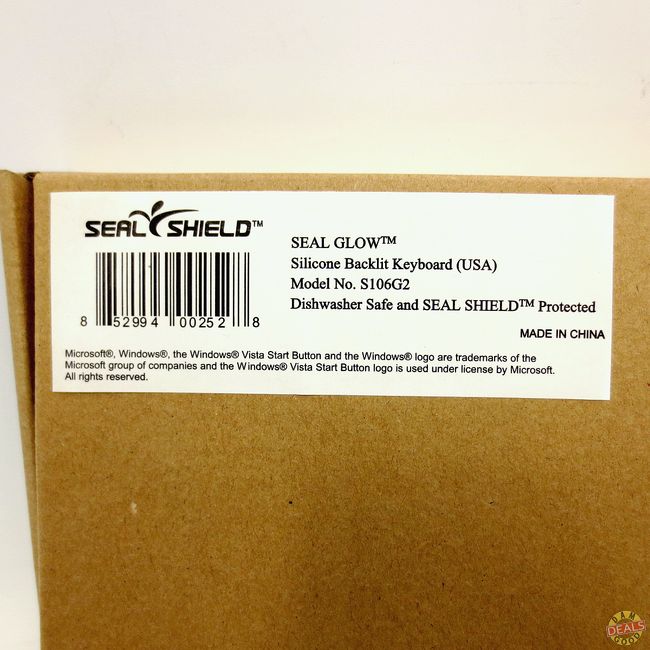 SEAL SHIELD™
SEAL GLOW™
Silicone Backlit Keyboard (USA)
Model No. S106G2
Dishwasher Safe and SEAL SHIELD™ Protected
8 52994 00252 8
MADE IN CHINA
Microsoft®, Windows®, the Windows® Vista Start Button and the Windows® logo are trademarks of the
Microsoft group of companies and the Windows® Vista Start Button logo is used under license by Microsoft.
All rights reserved.
DAM
DEALS
GOOD